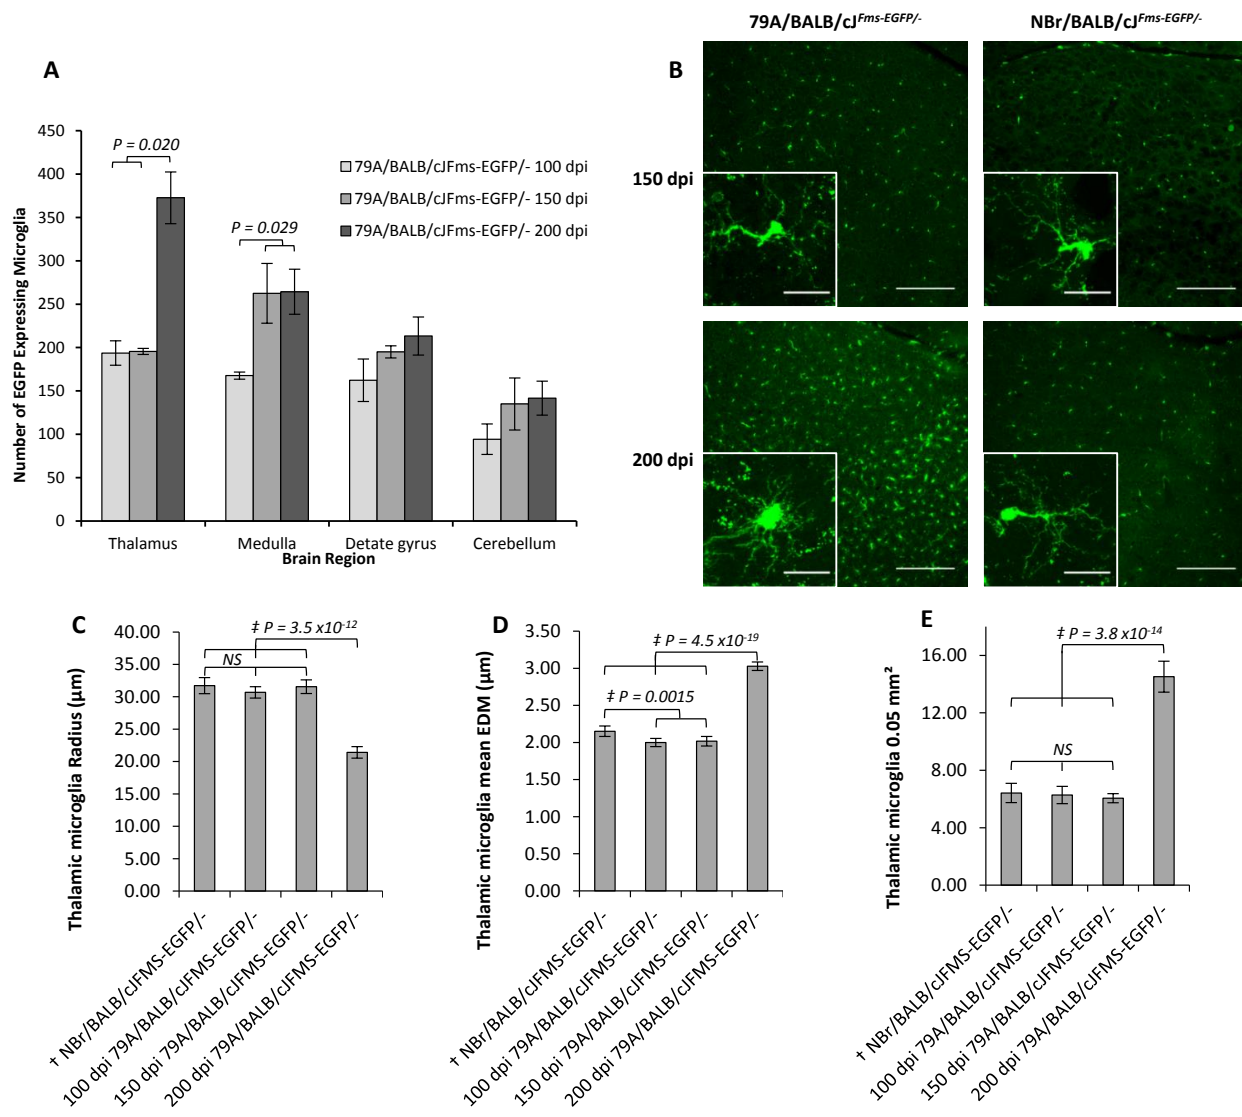 79A/BALB/cJFms-EGFP/-
NBr/BALB/cJFms-EGFP/-
A
B
450
400
350
300
250
200
150
100
50
0
Number of EGFP Expressing Microglia
P = 0.020
P = 0.029
79A/BALB/cJFms-EGFP/- 100 dpi
79A/BALB/cJFms-EGFP/- 150 dpi
79A/BALB/cJFms-EGFP/- 200 dpi
Thalamus
Medulla
Detate gyrus
Cerebellum
Brain Region
150 dpi
200 dpi
C
40.00
35.00
30.00
25.00
20.00
15.00
10.00
5.00
0.00
Thalamic microglia Radius (µm)
‡ P = 3.5 x10-12
NS
† NBr/BALB/cJFMS-EGFP/-
100 dpi 79A/BALB/cJFMS-EGFP/-
150 dpi 79A/BALB/cJFMS-EGFP/-
200 dpi 79A/BALB/cJFMS-EGFP/-
D
3.50
3.00
2.50
2.00
1.50
1.00
0.50
0.00
Thalamic microglia mean EDM (µm)
‡ P = 4.5 x10-19
‡ P = 0.0015
† NBr/BALB/cJFMS-EGFP/-
100 dpi 79A/BALB/cJFMS-EGFP/-
150 dpi 79A/BALB/cJFMS-EGFP/-
200 dpi 79A/BALB/cJFMS-EGFP/-
E
16.00
12.00
8.00
4.00
0.00
Thalamic microglia 0.05 mm²
‡ P = 3.8 x10-14
NS
† NBr/BALB/cJFMS-EGFP/-
100 dpi 79A/BALB/cJFMS-EGFP/-
150 dpi 79A/BALB/cJFMS-EGFP/-
200 dpi 79A/BALB/cJFMS-EGFP/-